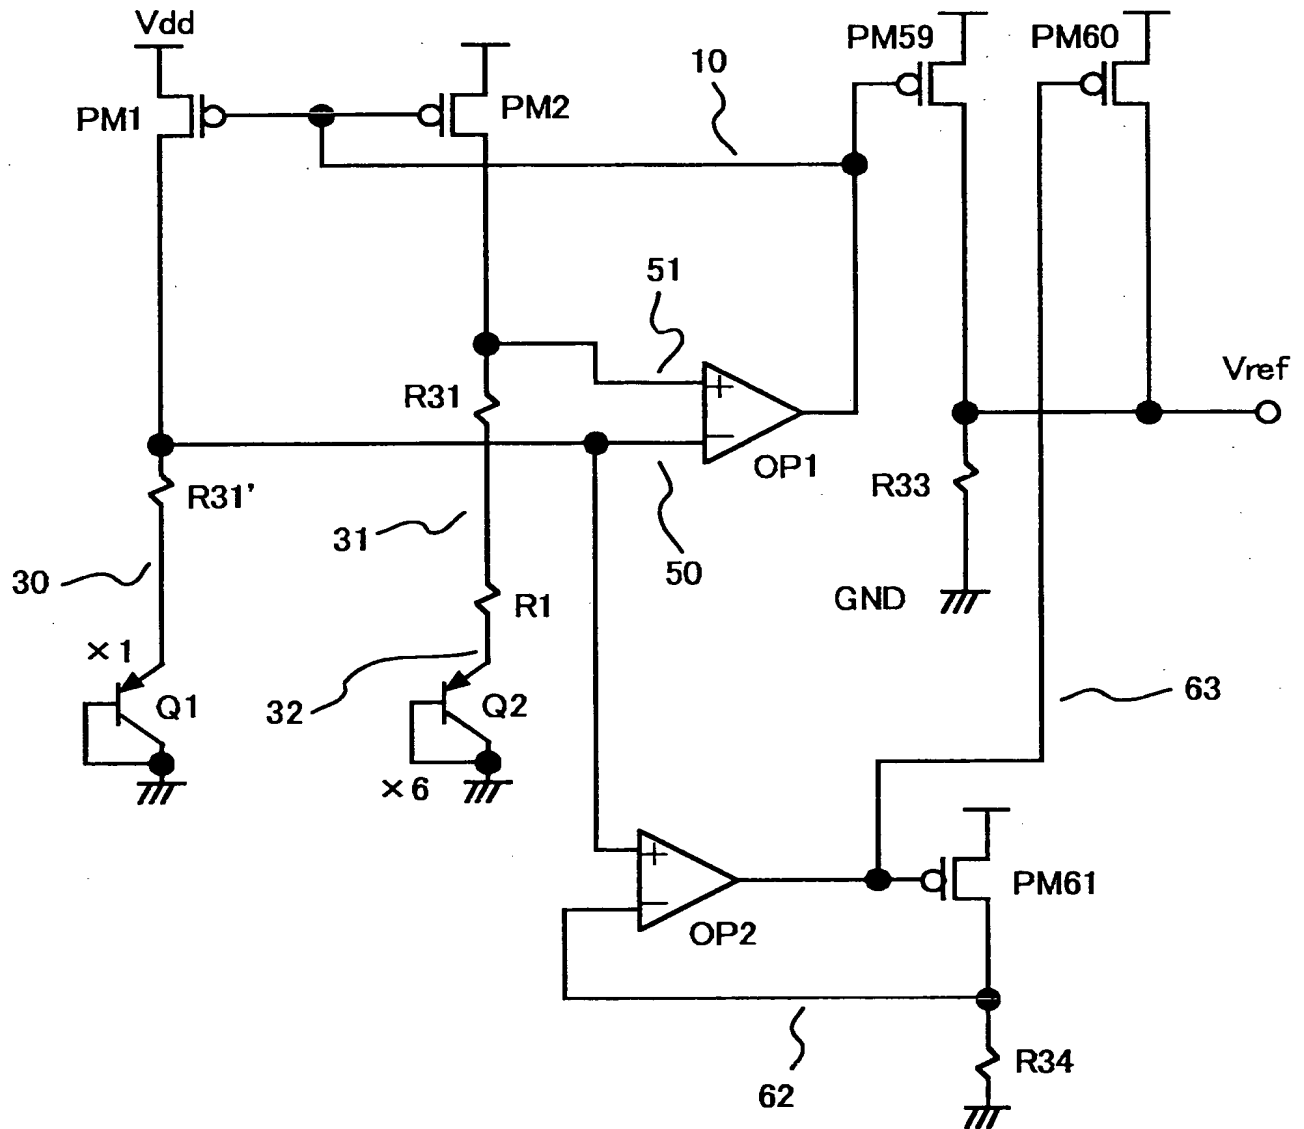 Vdd
PM59
PM60
10
PM1
PM2
51
Vref
R31
+
−
OP1
R33
R31'
31
50
30
GND
R1
×1
Q1
32
Q2
63
×6
+
−
OP2
PM61
62
R34